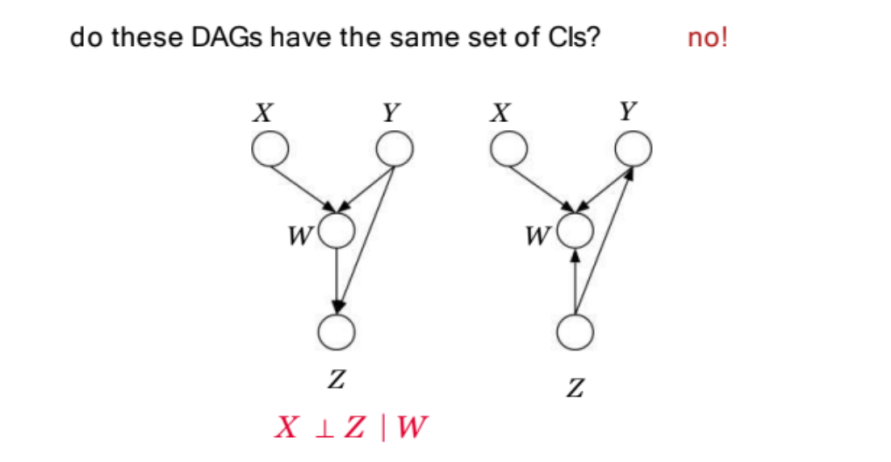 do these DAGs have the same set of CIs? no!
X Y X Y
W W
Z Z
X ⊥ Z | W